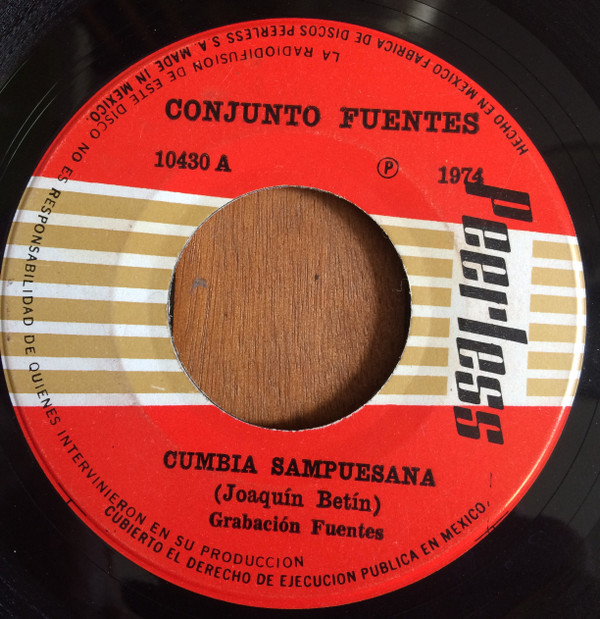 HECHO EN MEXICO FABRICA DE DISCOS PEERLESS S.A. MADE IN MEXICO.
LA RADIODIFUSION DE ESTE DISCO NO ES RESPONSABILIDAD DE QUIENES INTERVINIERON EN SU PRODUCCION
CONJUNTO FUENTES
10430 A
P
1974
Peerless
CUMBIA SAMPUESANA
(Joaquín Betín)
Grabación Fuentes
CUBIERTO EL DERECHO DE EJECUCION PUBLICA EN MEXICO,